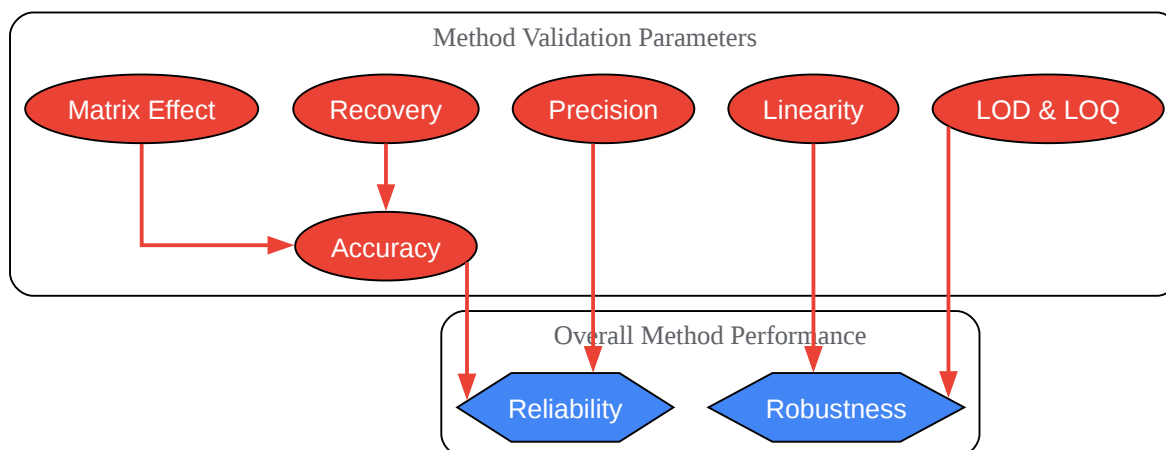 Method Validation Parameters
Matrix Effect
Recovery
Precision
Linearity
LOD & LOQ
Accuracy
Overall Method Performance
Reliability
Robustness